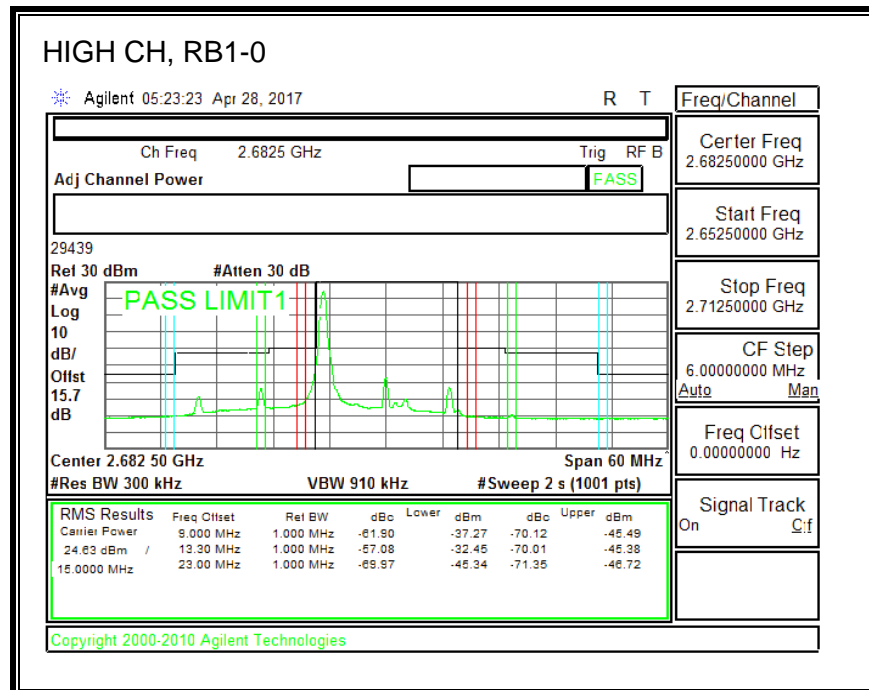 HIGH CH, RB1-0
Agilent 05:23:23 Apr 28, 2017 R T
Freq/Channel
Ch Freq 2.6825 GHz Trig RF B
Adj Channel Power PASS
Center Freq
2.68250000 GHz
Start Freq
2.65250000 GHz
29439
Ref 30 dBm #Atten 30 dB
#Avg
Log
10
dB/
Offst
15.7
dB
PASS LIMIT1
Stop Freq
2.71250000 GHz
CF Step
6.00000000 MHz
Auto Man
Freq Offset
0.00000000 Hz
Center 2.682 50 GHz Span 60 MHz
#Res BW 300 kHz VBW 910 kHz #Sweep 2 s (1001 pts)
Signal Track
On Off
RMS Results Freq Offset Ref BW dBc Lower dBm dBc Upper dBm
Carrier Power 9.000 MHz 1.000 MHz -61.90 -37.27 -70.12 -45.49
24.63 dBm / 13.30 MHz 1.000 MHz -57.08 -32.45 -70.01 -45.38
15.0000 MHz 23.00 MHz 1.000 MHz -69.97 -45.34 -71.35 -46.72
Copyright 2000-2010 Agilent Technologies